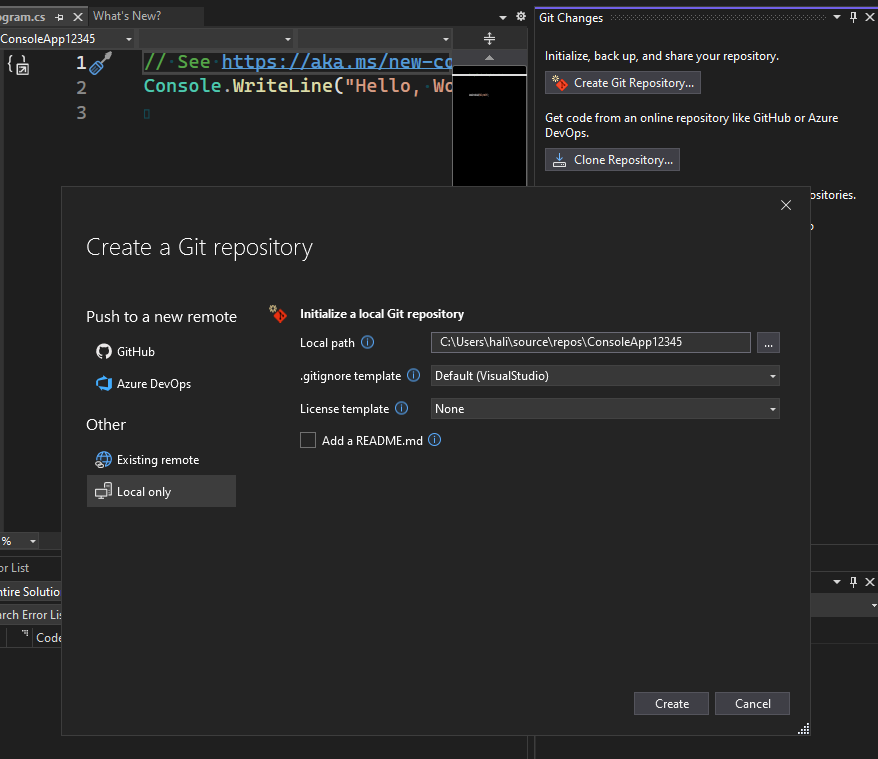 ogram.cs
What's New?
Git Changes
ConsoleApp12345
1
// See https://aka.ms/new-co
2
Console.WriteLine("Hello, Wo
3
Initialize, back up, and share your repository.
Create Git Repository...
Get code from an online repository like GitHub or Azure
DevOps.
Clone Repository...
ositories.
Create a Git repository
Push to a new remote
GitHub
Azure DevOps
Other
Existing remote
Local only
Initialize a local Git repository
Local path
C:\Users\hali\source\repos\ConsoleApp12345
...
.gitignore template
Default (VisualStudio)
License template
None
Add a README.md
%
or List
ntire Solutio
arch Error Lis
Code
Create
Cancel